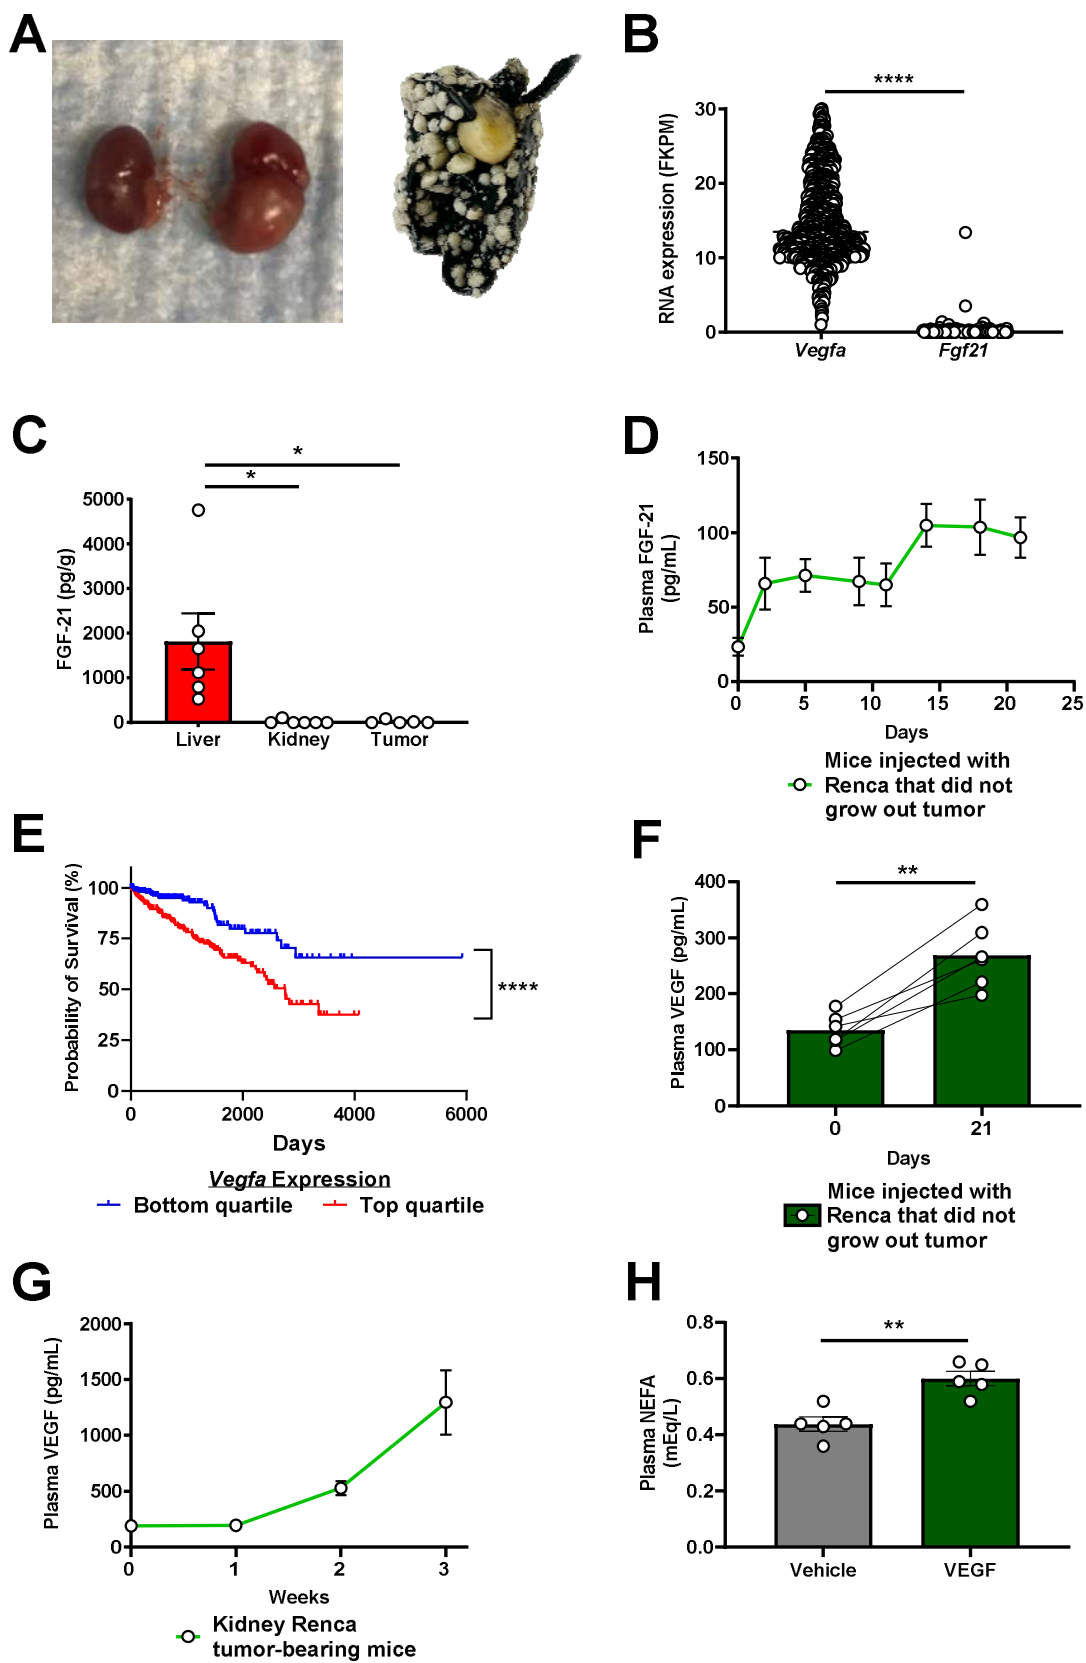 A
B
RNA expression (FKPM)
30
20
10
0
****
Vegfa
Fgf21
C
FGF-21 (pg/g)
5000
4000
3000
2000
1000
0
*
*
Liver
Kidney
Tumor
D
Plasma FGF-21
(pg/mL)
150
100
50
0
0
5
10
15
20
25
Days
Mice injected with
Renca that did not
grow out tumor
E
Probability of Survival (%)
100
75
50
25
0
0
2000
4000
6000
****
Days
Vegfa Expression
Bottom quartile
Top quartile
F
Plasma VEGF (pg/mL)
400
300
200
100
0
**
0
21
Days
Mice injected with
Renca that did not
grow out tumor
G
Plasma VEGF (pg/mL)
2000
1500
1000
500
0
0
1
2
3
Weeks
Kidney Renca
tumor-bearing mice
H
Plasma NEFA
(mEq/L)
0.8
0.6
0.4
0.2
0.0
**
Vehicle
VEGF